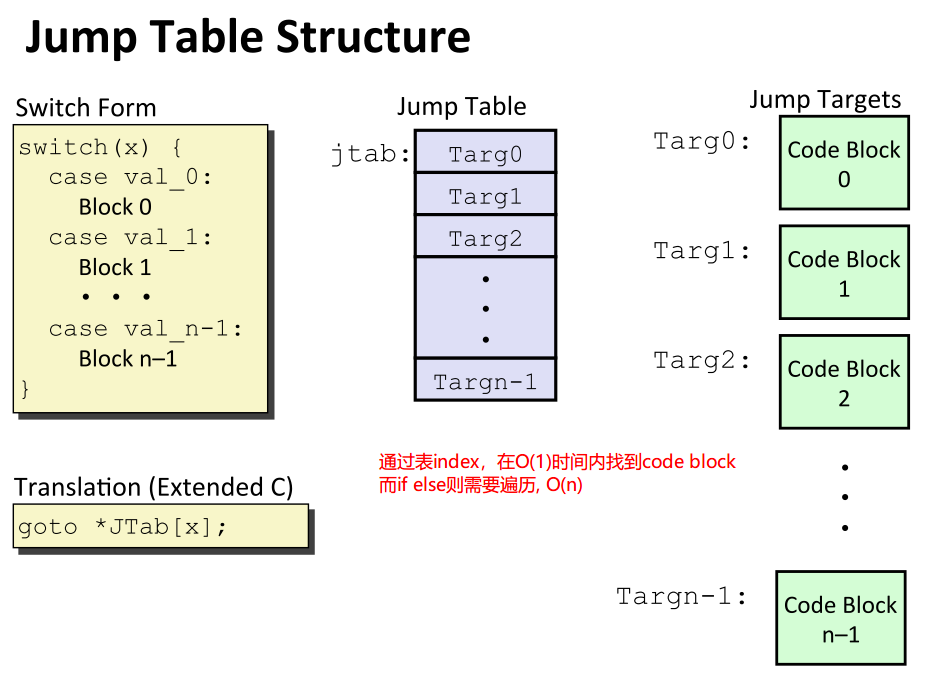 Jump Table Structure
Switch Form
switch(x) {
case val_0:
Block 0
case val_1:
Block 1
• • •
case val_n-1:
Block n–1
}
Translation (Extended C)
goto *JTab[x];
Jump Table
jtab:
Targ0
Targ1
Targ2
•
•
•
Targn-1
通过表index，在O(1)时间内找到code block
而if else则需要遍历, O(n)
Jump Targets
Targ0:
Code Block
0
Targ1:
Code Block
1
Targ2:
Code Block
2
•
•
•
Targn-1:
Code Block
n–1